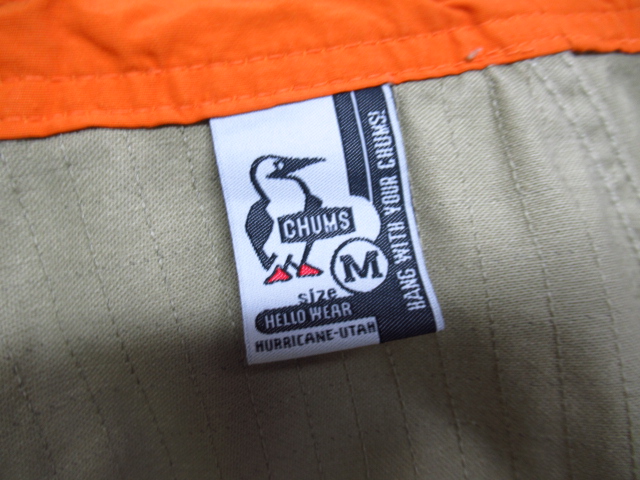 CHUMS
M
size
HELLO WEAR
HURRICANE-UTAH
HANG WITH YOUR CHUMS!